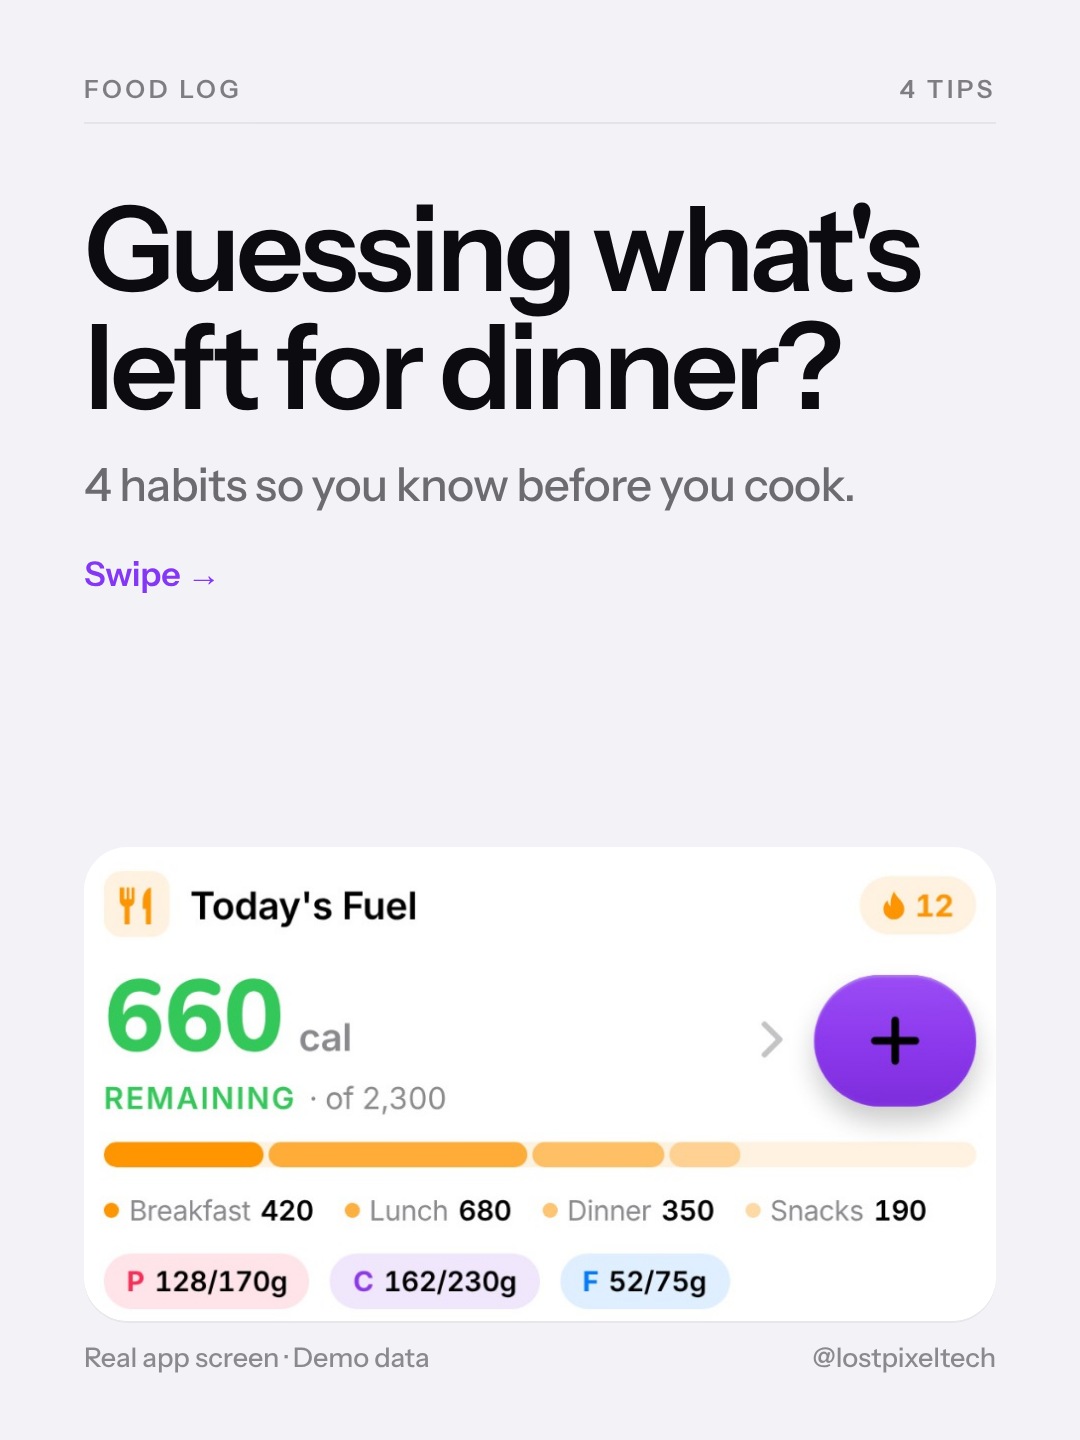 FOOD LOG 4 TIPS
Guessing what's
left for dinner?
4 habits so you know before you cook.
Swipe →
Today's Fuel 12
660 cal
REMAINING · of 2,300
Breakfast 420 Lunch 680 Dinner 350 Snacks 190
P 128/170g C 162/230g F 52/75g
Real app screen · Demo data @lostpixeltech